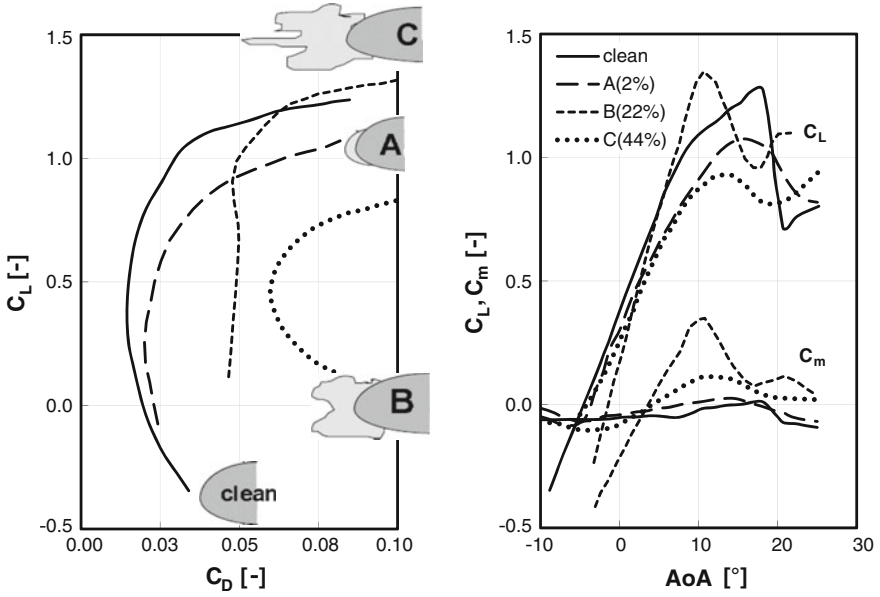 C
1.5
1.0
0.5
0.0
-0.5
C_L [-]
A
B
clean
0.00
0.03
0.05
0.08
0.10
C_D [-]
1.5
1.0
0.5
0.0
-0.5
C_L, C_m [-]
clean
A(2%)
B(22%)
C(44%)
C_L
C_m
-10
0
10
20
30
AoA [°]